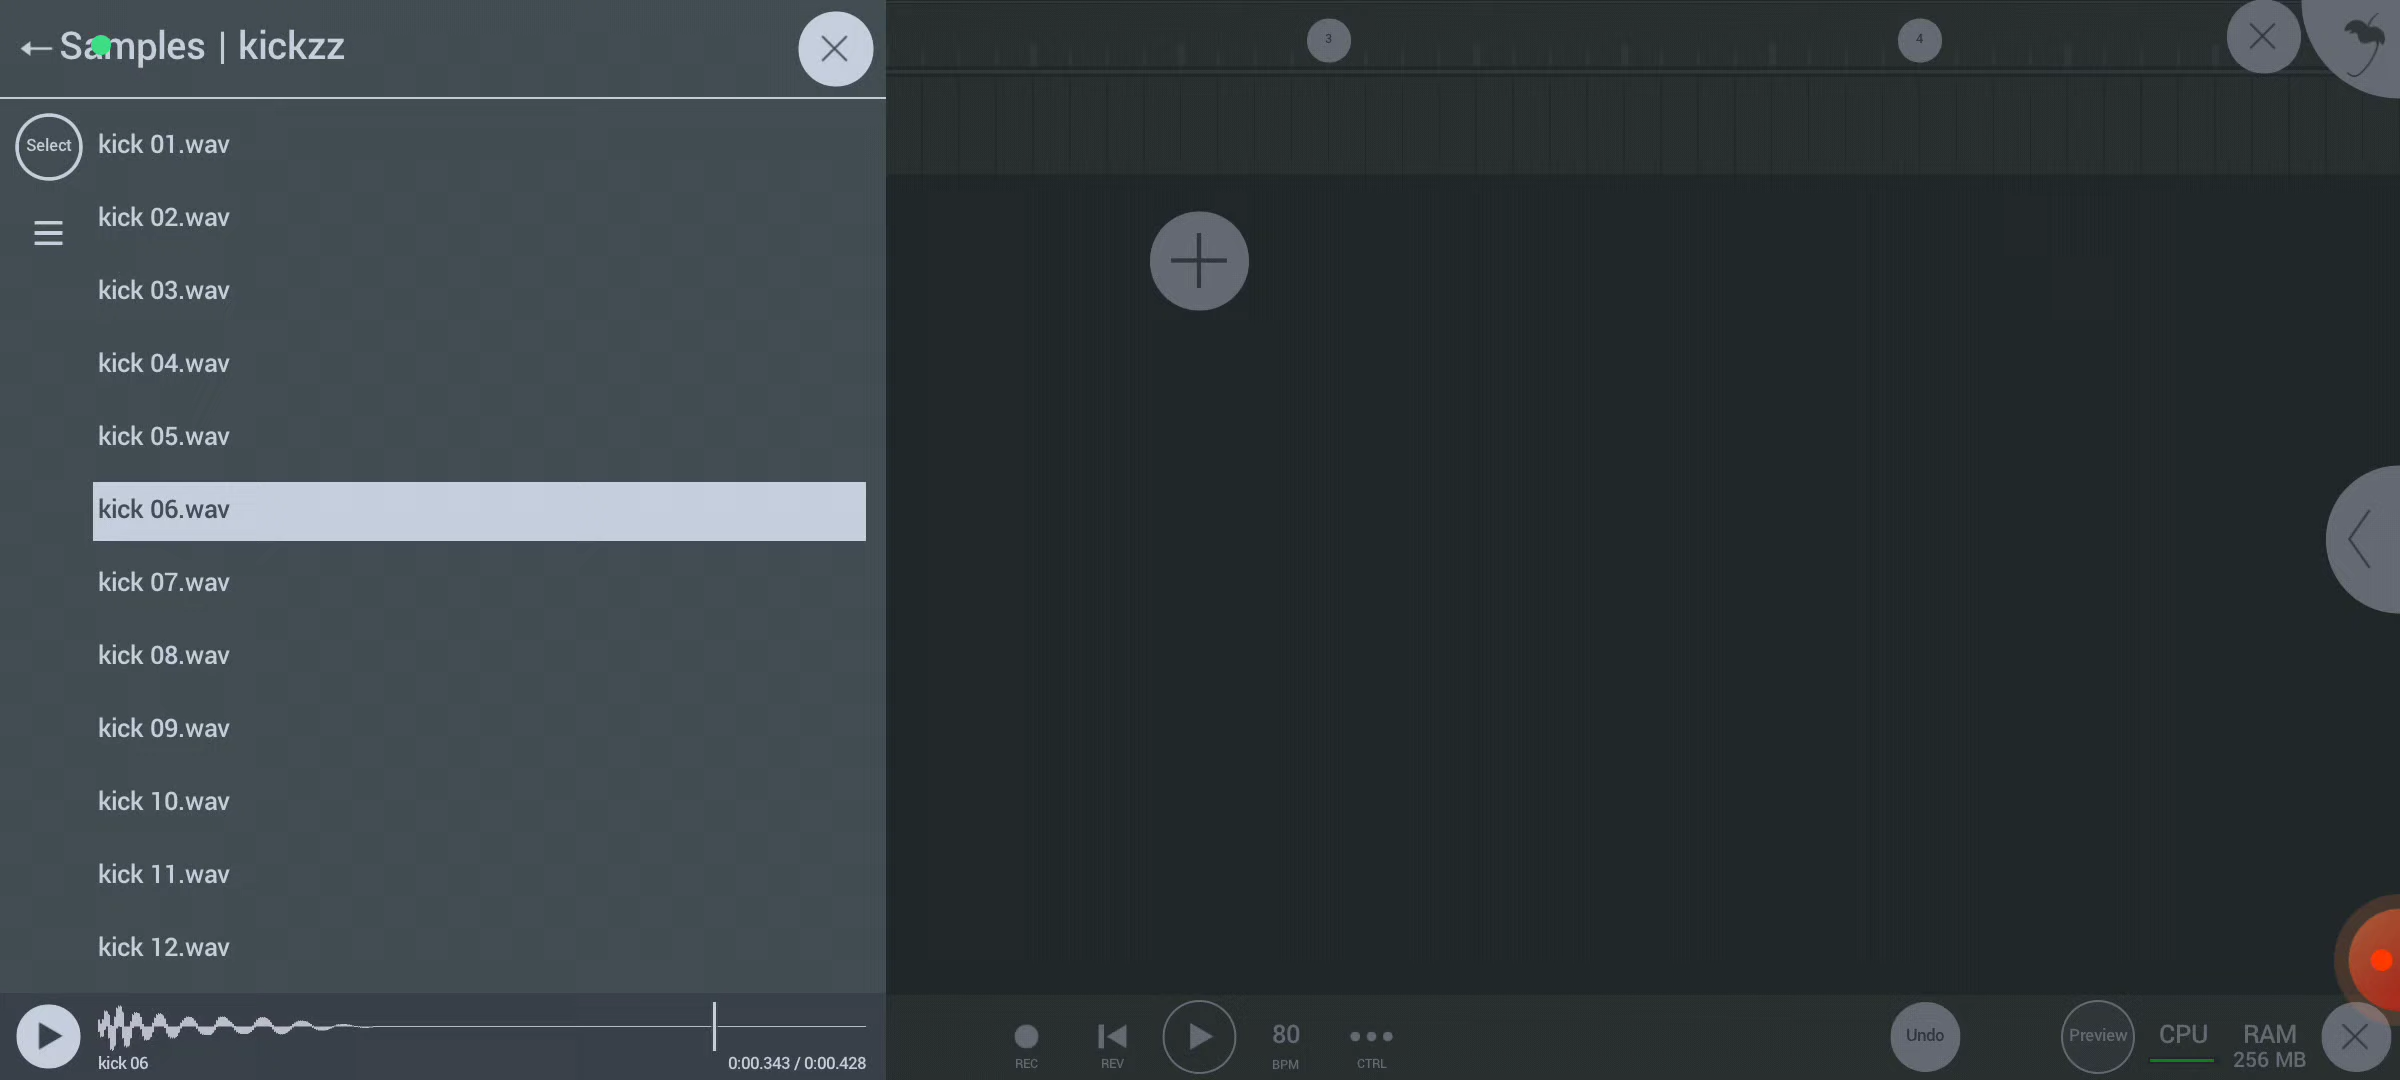 Samples | kickzz
3
4
Select
kick 01.wav
kick 02.wav
kick 03.wav
kick 04.wav
kick 05.wav
kick 06.wav
kick 07.wav
kick 08.wav
kick 09.wav
kick 10.wav
kick 11.wav
kick 12.wav
kick 06
0:00.343 / 0:00.428
REC
REV
80
BPM
CTRL
Undo
Preview
CPU
RAM
256 MB